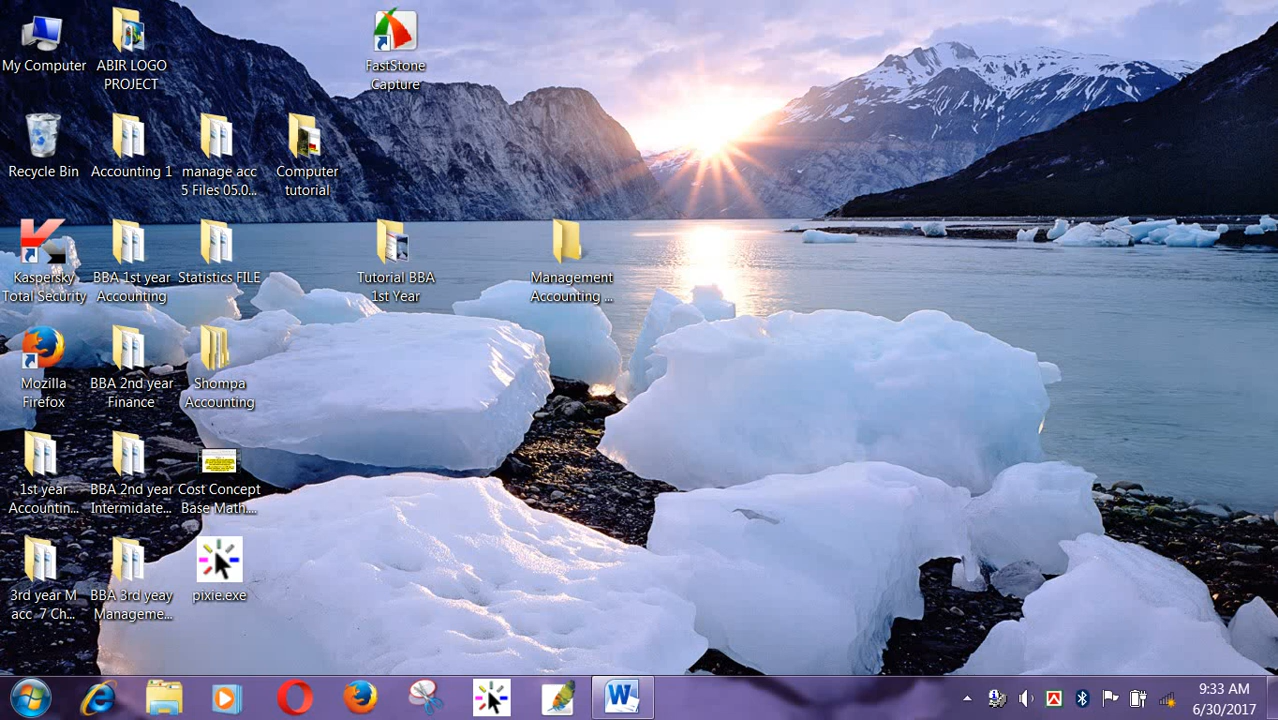 My Computer
ABIR LOGO
PROJECT
FastStone
Capture
Recycle Bin
Accounting 1
manage acc
5 Files 05.0...
Computer
tutorial
Kaspersky
Total Security
BBA 1st year
Accounting
Statistics FILE
Tutorial BBA
1st Year
Management
Accounting ...
Mozilla
Firefox
BBA 2nd year
Finance
Shompa
Accounting
1st year
Accountin...
BBA 2nd year
Intermidate...
Cost Concept
Base Math....
3rd year M
acc 7 Ch...
BBA 3rd yeay
Manageme...
pixie.exe
9:33 AM
6/30/2017